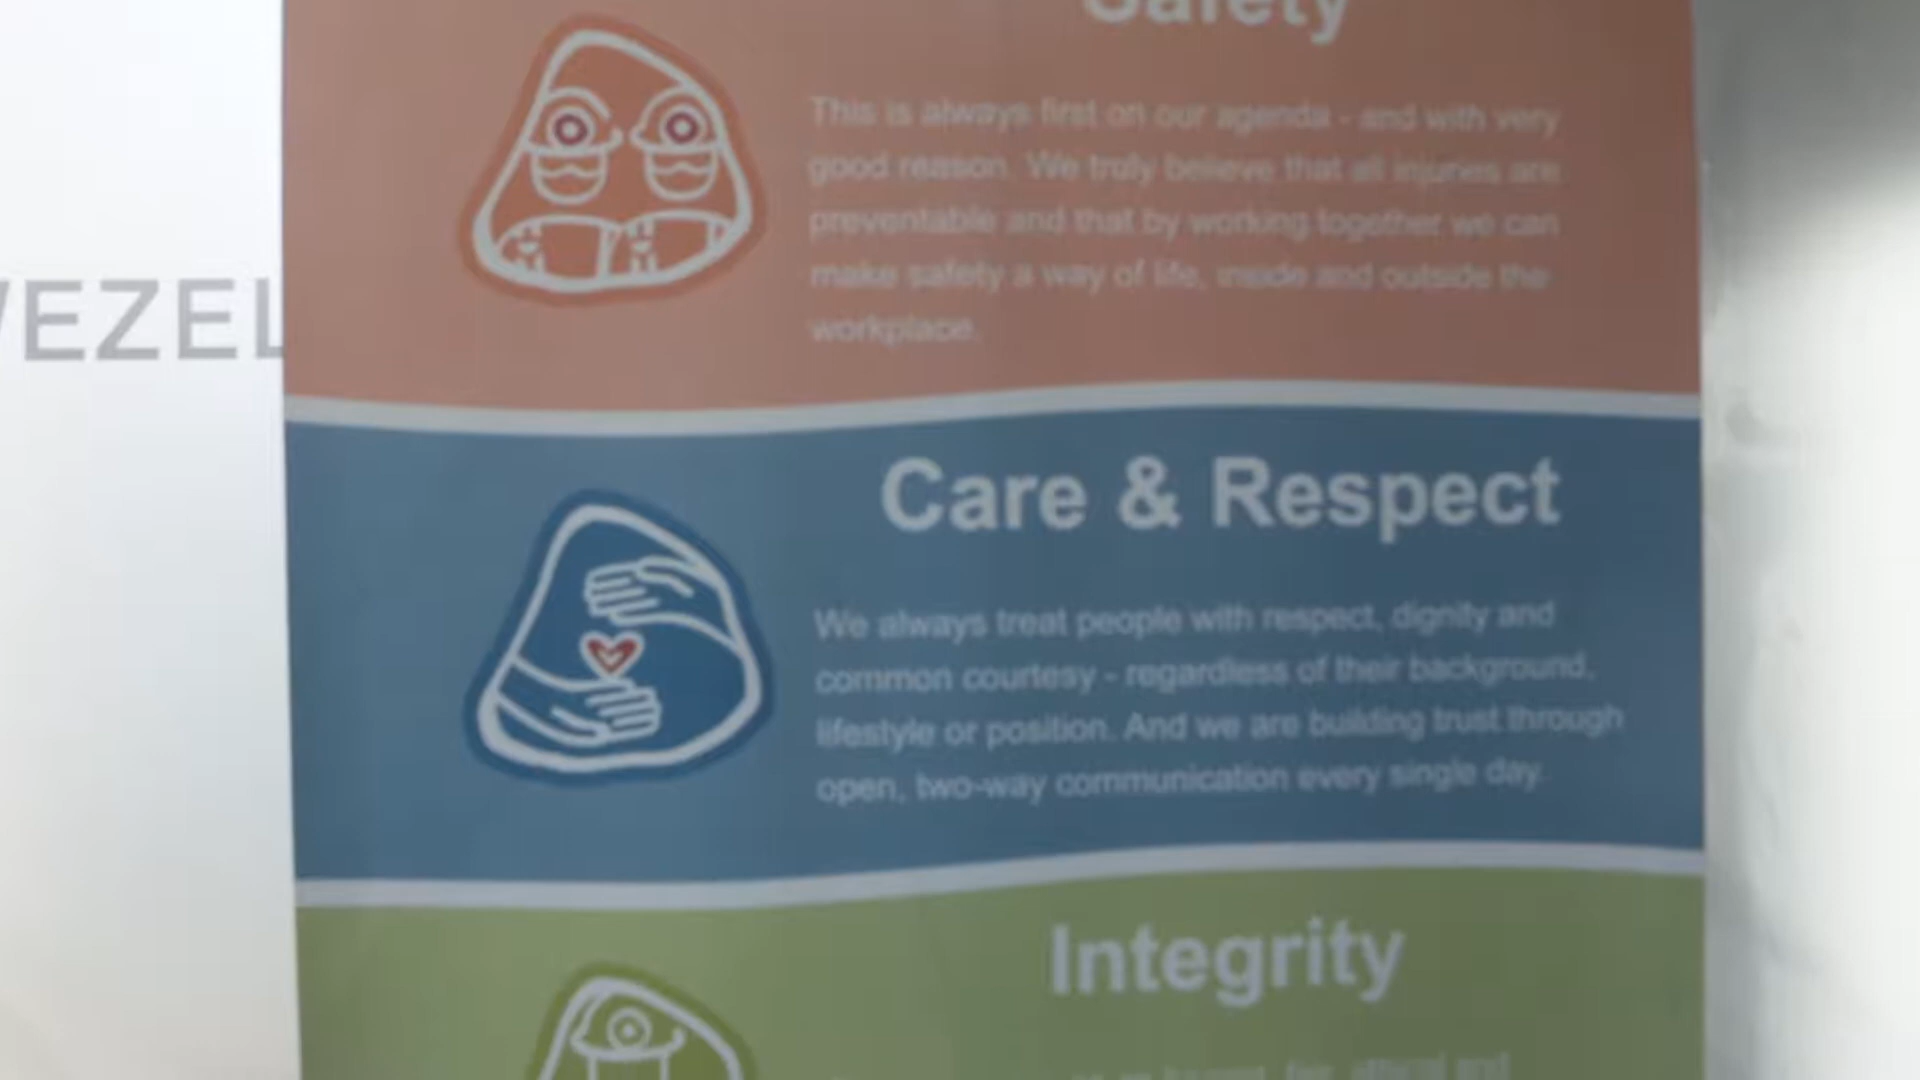 Safety
This is always first on our agenda - and with very
good reason. We truly believe that all injuries are
preventable and that by working together we can
make safety a way of life, inside and outside the
workplace.
EZEL
Care & Respect
We always treat people with respect, dignity and
common courtesy - regardless of their background,
lifestyle or position. And we are building trust through
open, two-way communication every single day.
Integrity